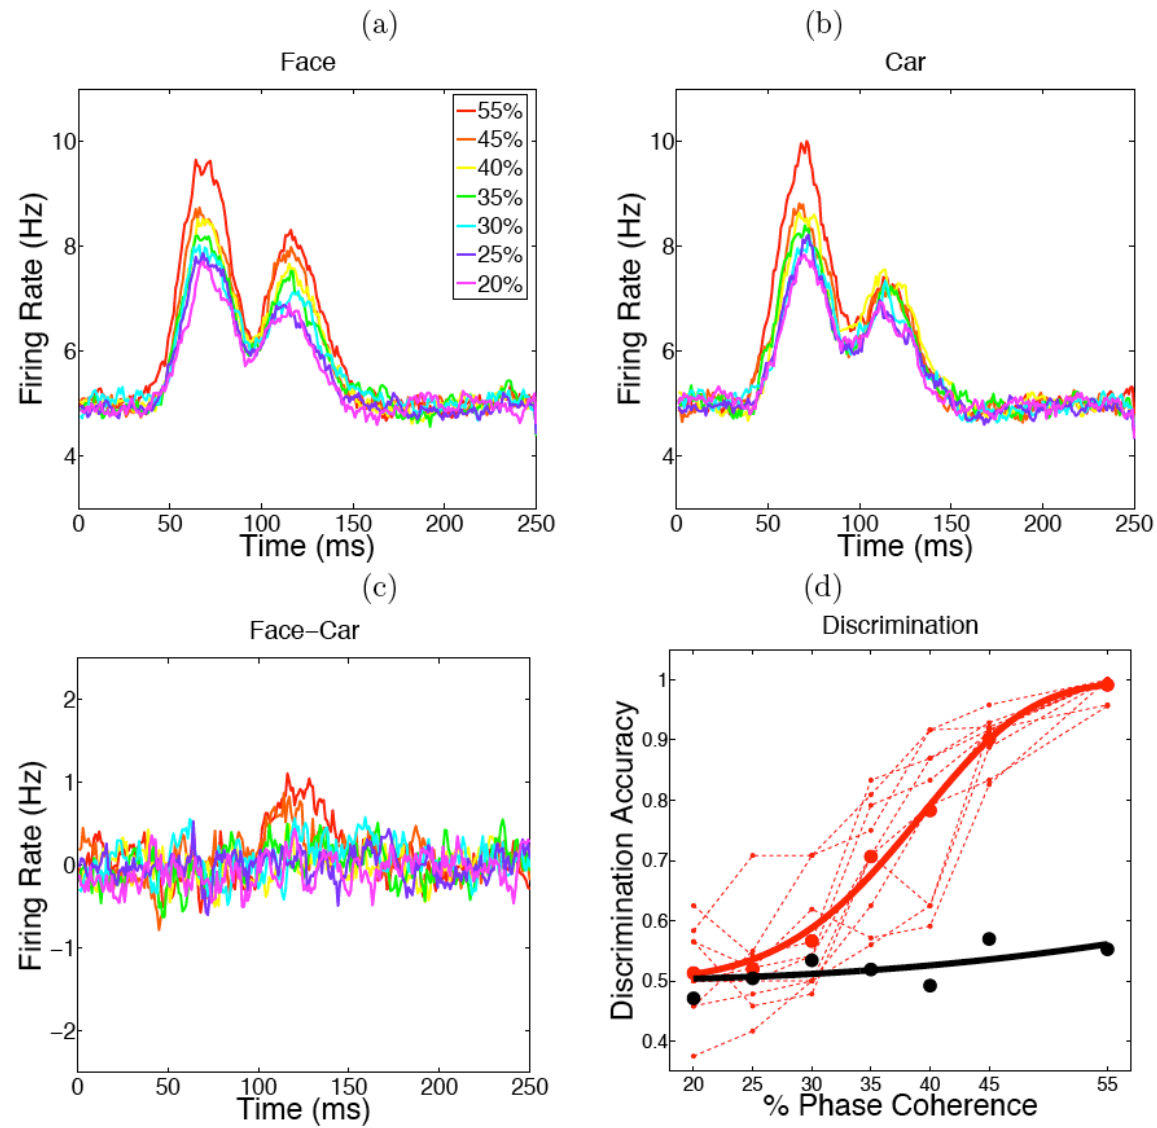 (a)
Face
55%
45%
40%
35%
30%
25%
20%
10
8
6
4
Firing Rate (Hz)
0 50 100 150 200 250
Time (ms)
(b)
Car
10
8
6
4
Firing Rate (Hz)
0 50 100 150 200 250
Time (ms)
(c)
Face-Car
2
1
0
-1
-2
Firing Rate (Hz)
0 50 100 150 200 250
Time (ms)
(d)
Discrimination
1
0.9
0.8
0.7
0.6
0.5
0.4
Discrimination Accuracy
20 25 30 35 40 45 55
% Phase Coherence